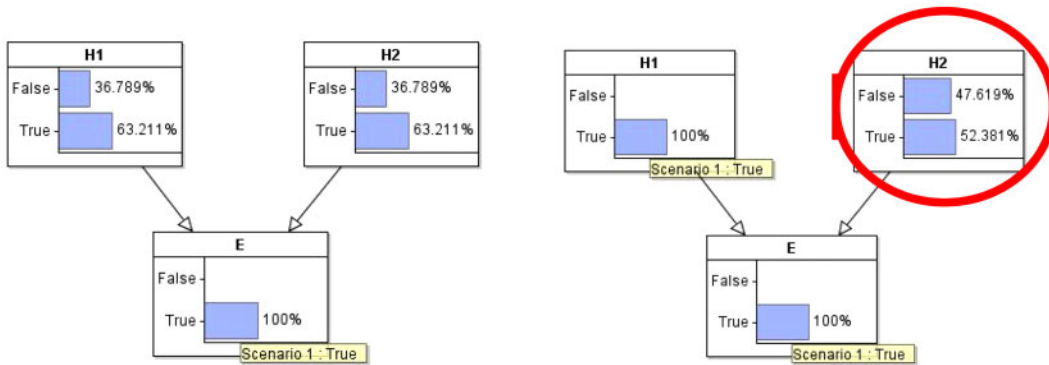 H1
False
36.789%
True
63.211%
H2
False
36.789%
True
63.211%
E
False
True
100%
Scenario 1 : True
H1
False
True
100%
Scenario 1 : True
H2
False
47.619%
True
52.381%
E
False
True
100%
Scenario 1 : True